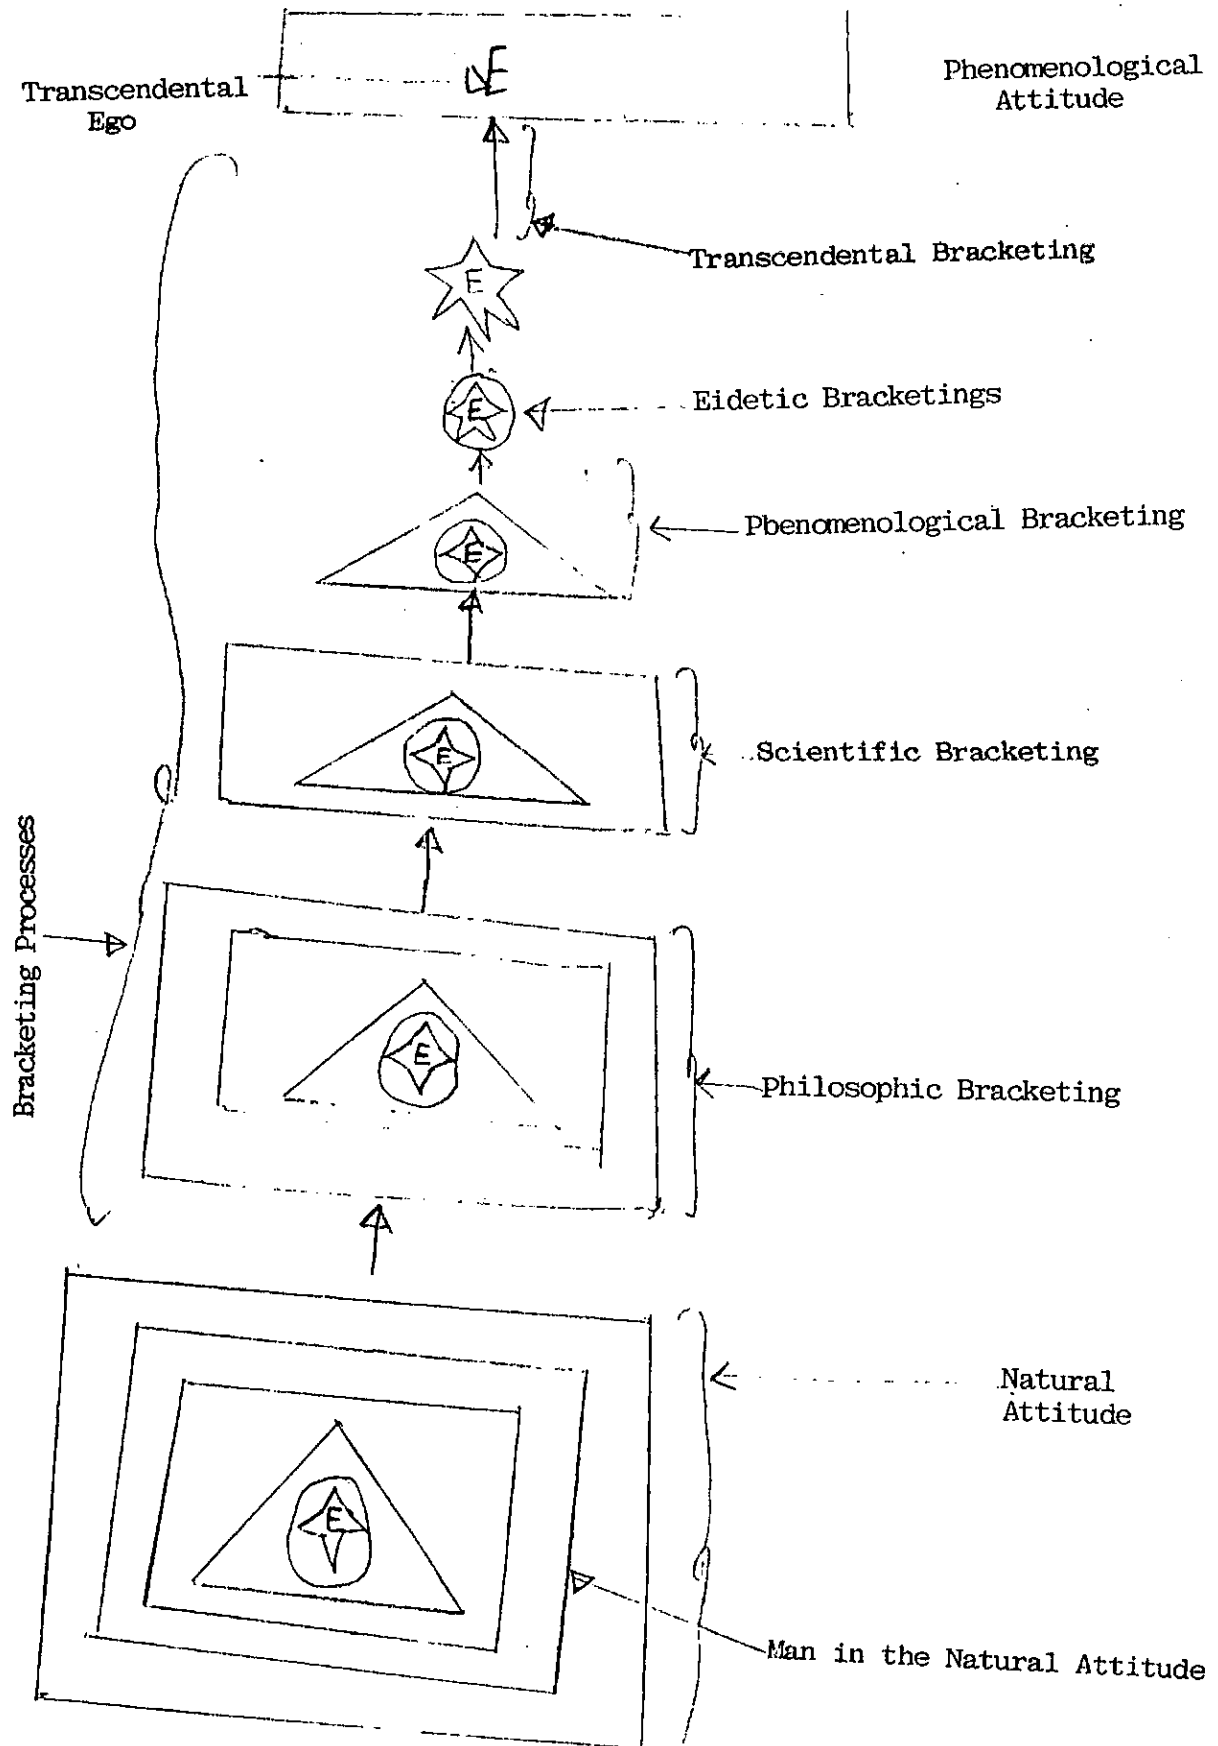 E
Transcendental
Ego
Phenomenological
Attitude
Transcendental Bracketing
E
E
Eidetic Bracketings
Pbenomenological Bracketing
E
E
Scientific Bracketing
Bracketing Processes
E
Philosophic Bracketing
Natural
Attitude
E
Man in the Natural Attitude